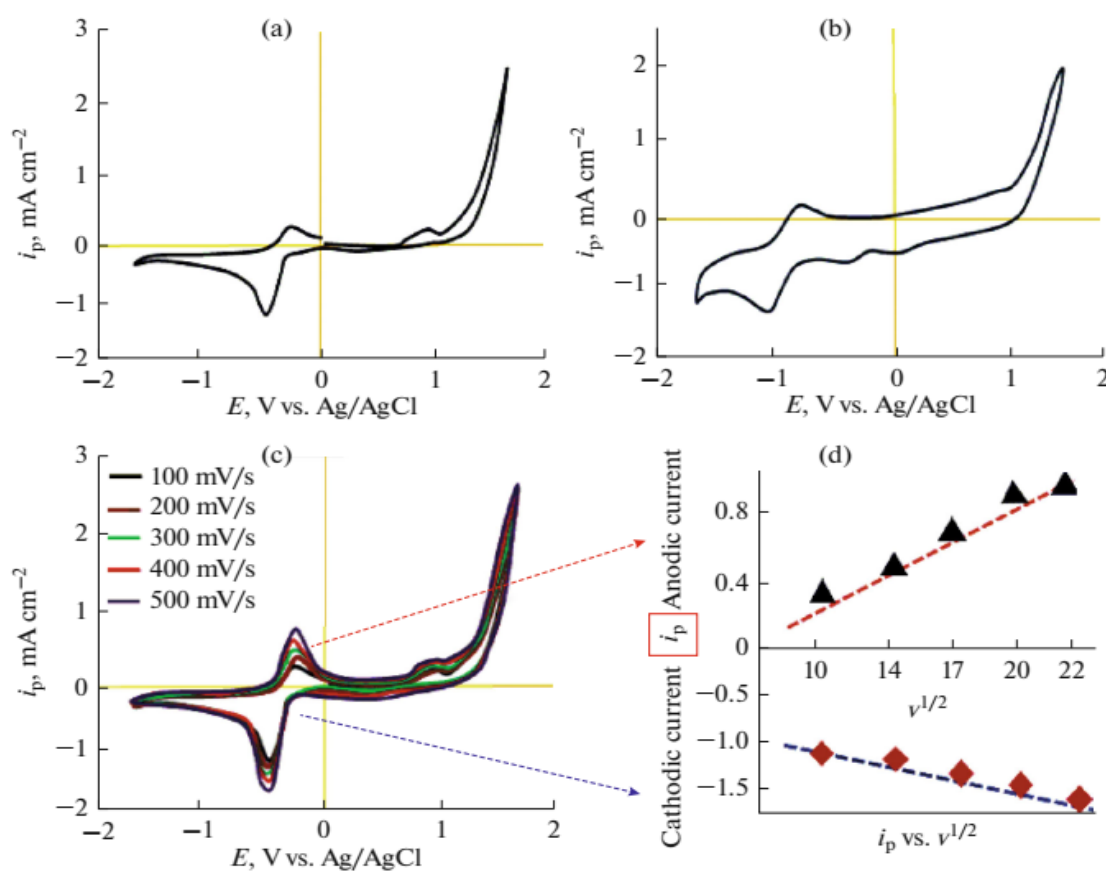 (a)
3
2
1
0
−1
−2
i_p, mA cm⁻²
−2
−1
0
1
2
E, V vs. Ag/AgCl
(b)
2
1
0
−1
−2
i_p, mA cm⁻²
−2
−1
0
1
2
E, V vs. Ag/AgCl
(c)
3
2
1
0
−1
−2
i_p, mA cm⁻²
100 mV/s
200 mV/s
300 mV/s
400 mV/s
500 mV/s
−2
−1
0
1
2
E, V vs. Ag/AgCl
(d)
Cathodic current i_p Anodic current
0.8
0.4
0
10 14 17 20 22
v^1/2
−0.5
−1.0
−1.5
i_p vs. v^1/2